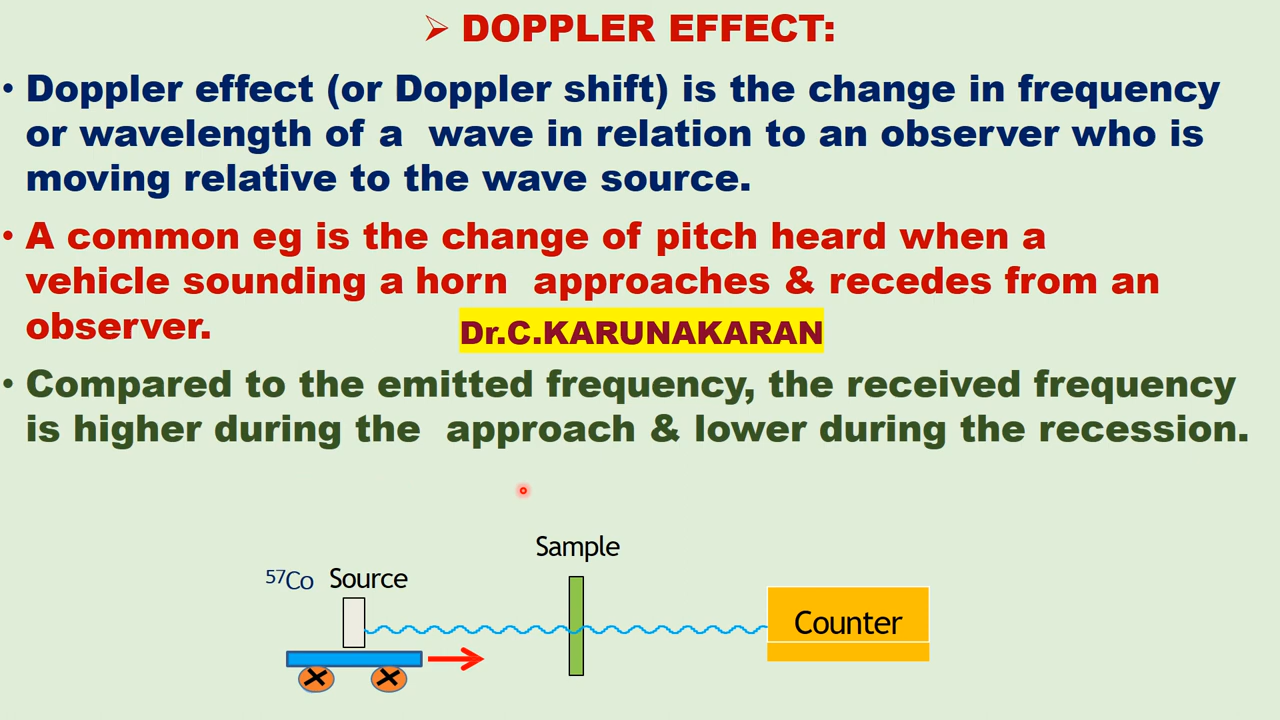 ➢ DOPPLER EFFECT:
• Doppler effect (or Doppler shift) is the change in frequency
or wavelength of a wave in relation to an observer who is
moving relative to the wave source.
• A common eg is the change of pitch heard when a
vehicle sounding a horn approaches & recedes from an
observer.
Dr.C.KARUNAKARAN
• Compared to the emitted frequency, the received frequency
is higher during the approach & lower during the recession.
Sample
⁵⁷Co Source
Counter